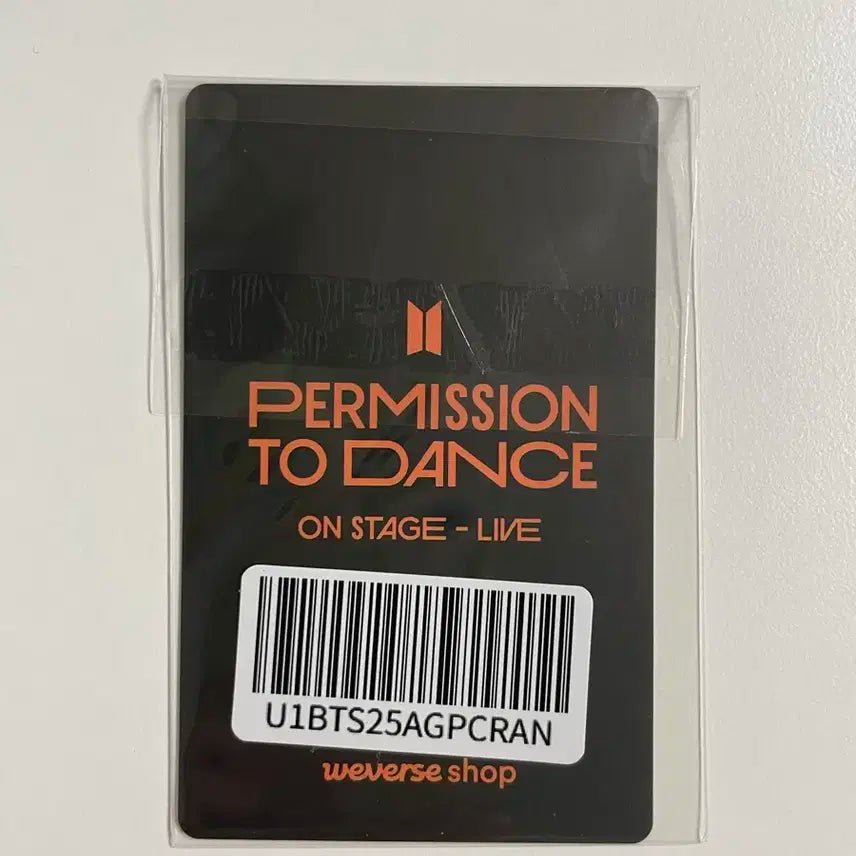 PERMISSION
TO DANCE
ON STAGE - LIVE
U1BTS25AGPCRAN
weverse shop